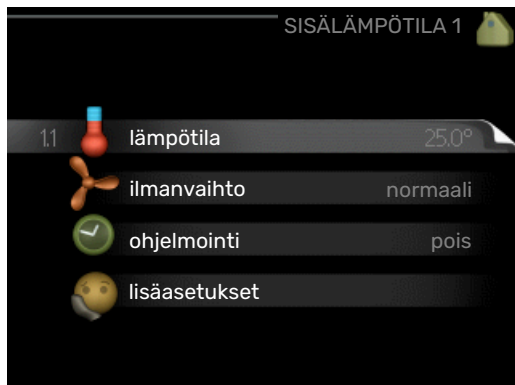 SISÄLÄMPÖTILA 1
1.1 lämpötila 25.0°
ilmanvaihto normaali
ohjelmointi pois
lisäasetukset